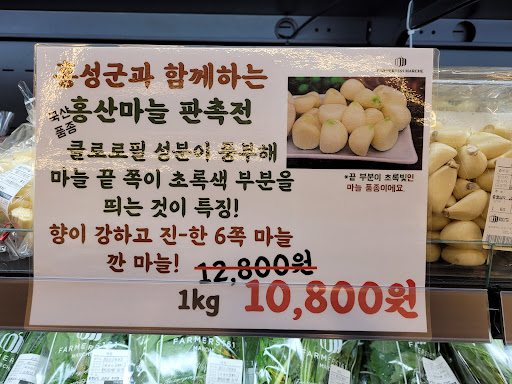 홍성군과 함께하는
국산
품종
홍산마늘 판촉전
클로로필 성분이 풍부해
마늘 끝 쪽이 초록색 부분을
띄는 것이 특징!
향이 강하고 진-한 6쪽 마늘
깐 마늘!
12,800원
1kg 10,800원
FARMERS161 MARCHE
*끝 부분이 초록빛인
마늘 품종이에요
FARMERS161
FARMERS161